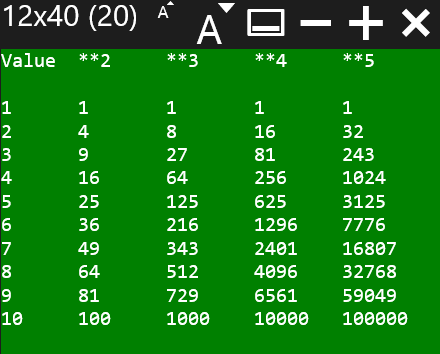 12x40 (20) A A
Value **2 **3 **4 **5
1 1 1 1 1
2 4 8 16 32
3 9 27 81 243
4 16 64 256 1024
5 25 125 625 3125
6 36 216 1296 7776
7 49 343 2401 16807
8 64 512 4096 32768
9 81 729 6561 59049
10 100 1000 10000 100000